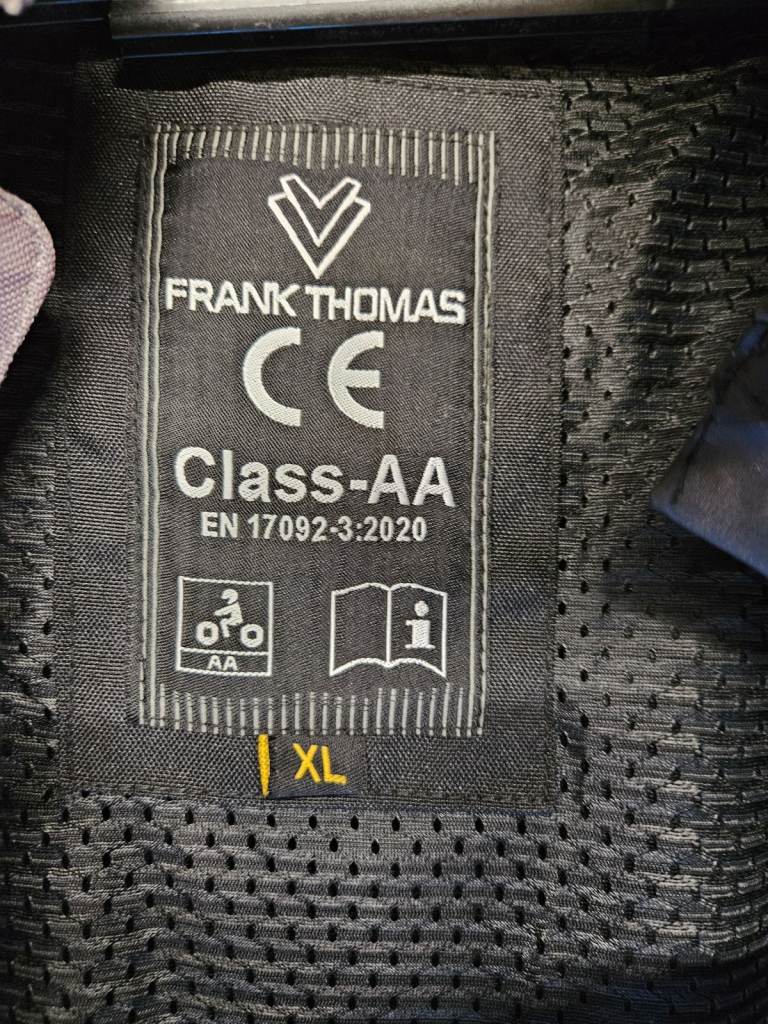 FRANK THOMAS
CE
Class-AA
EN 17092-3:2020
AA
i
XL